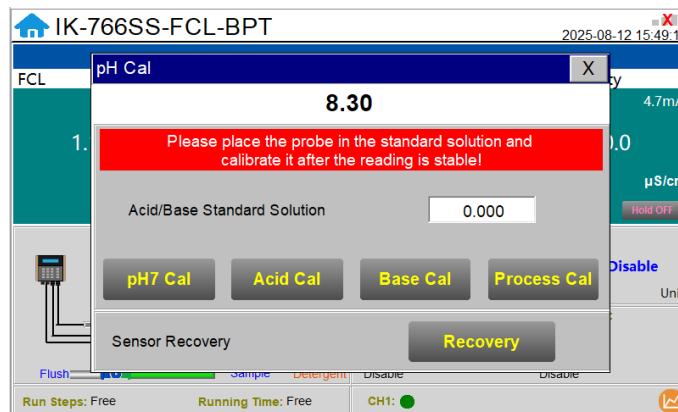 IK-766SS-FCL-BPT
X
2025-08-12 15:49:1
pH Cal
X
FCL
8.30
4.7m
1.
Please place the probe in the standard solution and
calibrate it after the reading is stable!
.0
µS/c
Acid/Base Standard Solution
0.000
Hold OFF
pH7 Cal
Acid Cal
Base Cal
Process Cal
Disable
Uni
Sensor Recovery
Recovery
Flush
Sample
Detergent
Disable
Disable
Run Steps: Free
Running Time: Free
CH1: